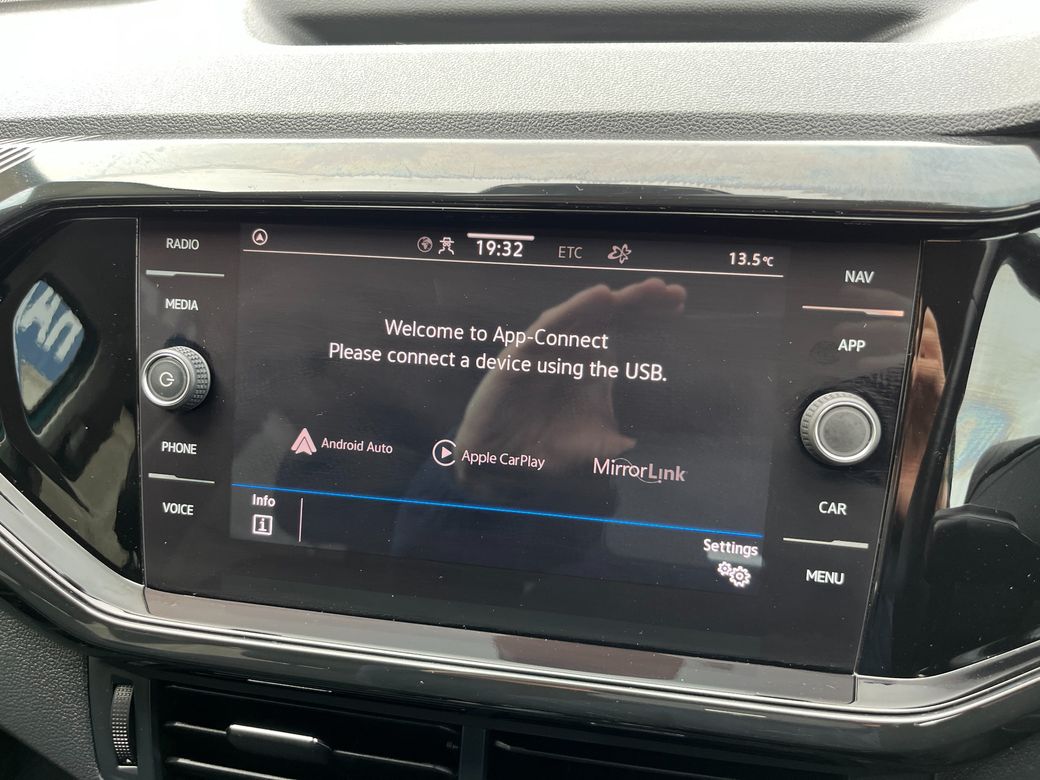 RADIO
MEDIA
PHONE
VOICE
19:32
ETC
13.5°C
Welcome to App-Connect
Please connect a device using the USB.
Android Auto
Apple CarPlay
MirrorLink
Info
Settings
NAV
APP
CAR
MENU